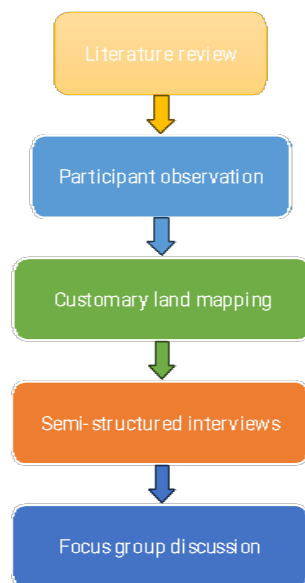 Literature review
Participant observation
Customary land mapping
Semi-structured interviews
Focus group discussion